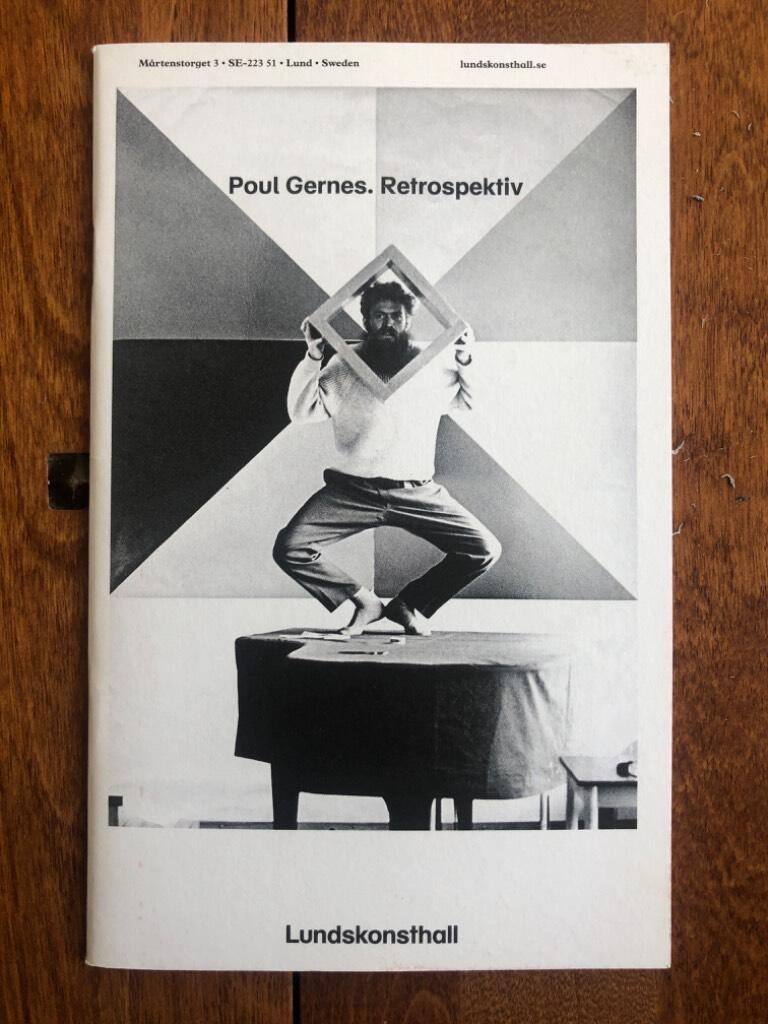 Mårtenstorget 3 • SE-223 51 • Lund • Sweden
lundskonsthall.se
Poul Gernes. Retrospektiv
Lundskonsthall